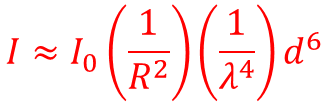 I ≈ I₀ (1/R²) (1/λ⁴) d⁶